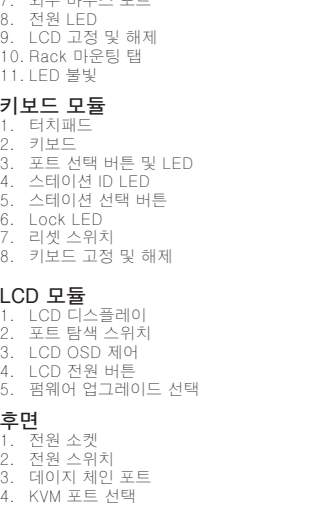 7. 외부 마우스 포트
8. 전원 LED
9. LCD 고정 및 해제
10. Rack 마운팅 탭
11. LED 불빛
키보드 모듈
1. 터치패드
2. 키보드
3. 포트 선택 버튼 및 LED
4. 스테이션 ID LED
5. 스테이션 선택 버튼
6. Lock LED
7. 리셋 스위치
8. 키보드 고정 및 해제
LCD 모듈
1. LCD 디스플레이
2. 포트 탐색 스위치
3. LCD OSD 제어
4. LCD 전원 버튼
5. 펌웨어 업그레이드 선택
후면
1. 전원 소켓
2. 전원 스위치
3. 데이지 체인 포트
4. KVM 포트 선택